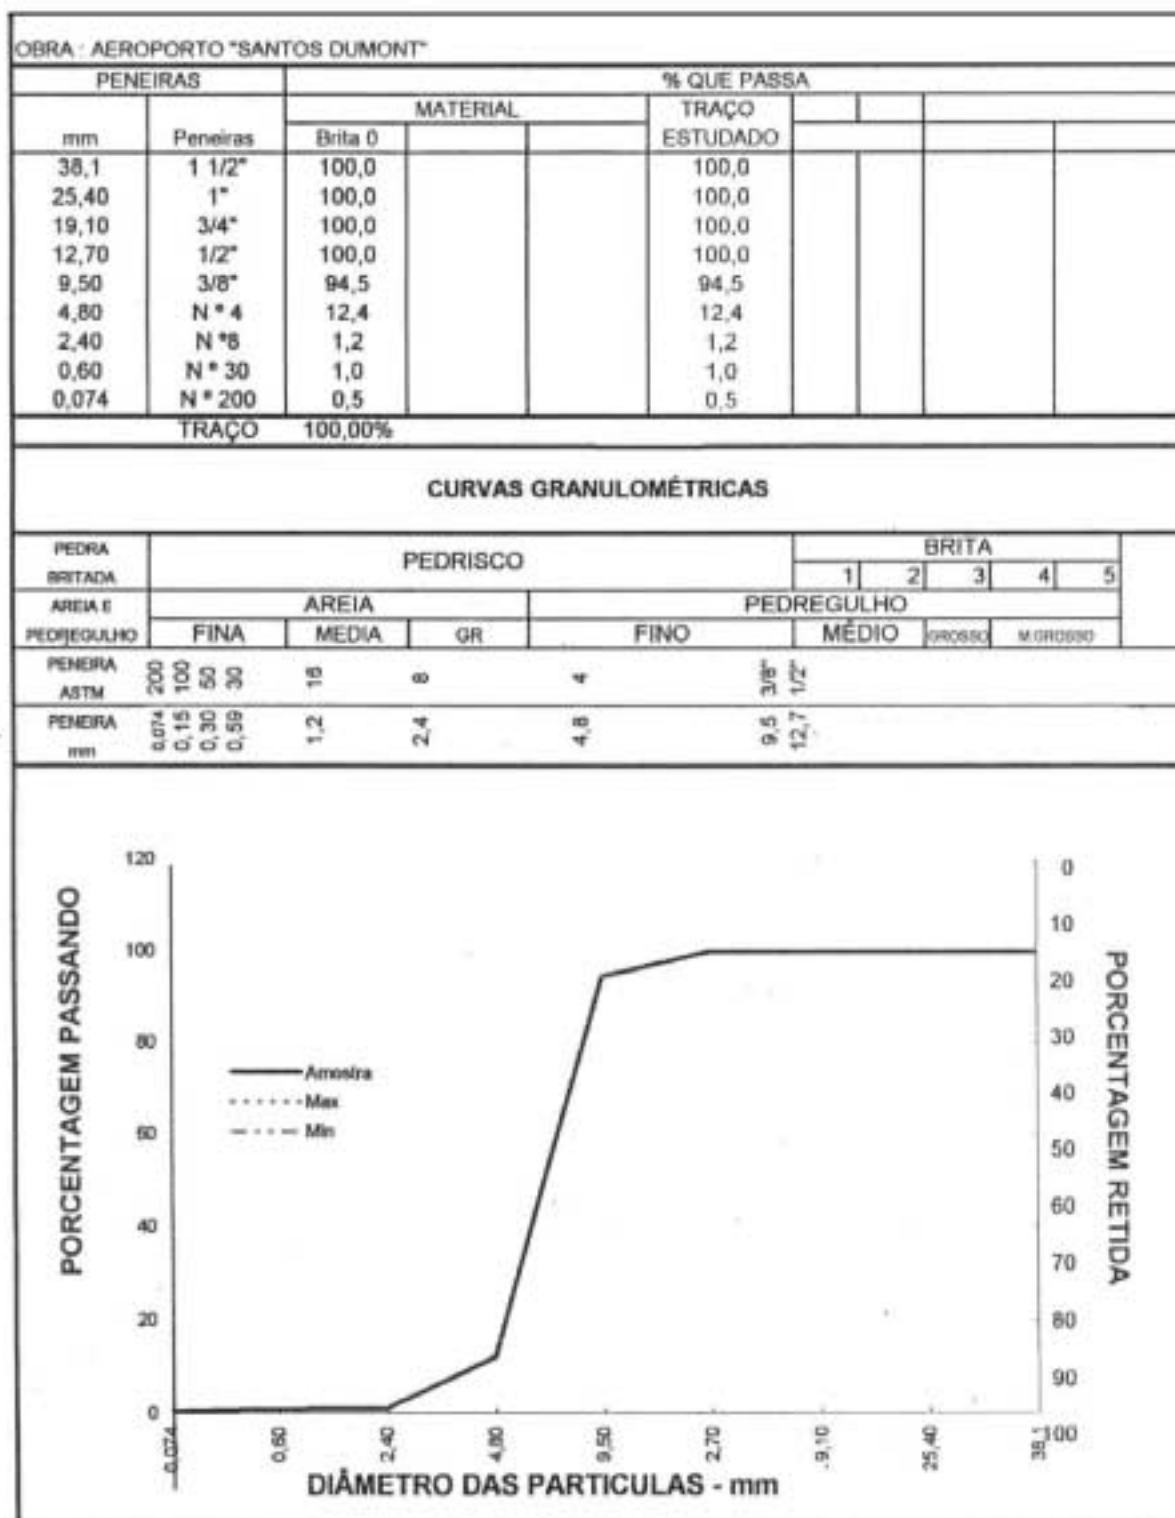 OBRA : AEROPORTO "SANTOS DUMONT"
PENEIRAS % QUE PASSA
MATERIAL TRAÇO
mm Peneiras Brita 0 ESTUDADO
38,1 1 1/2" 100,0 100,0
25,40 1" 100,0 100,0
19,10 3/4" 100,0 100,0
12,70 1/2" 100,0 100,0
9,50 3/8" 94,5 94,5
4,80 N º 4 12,4 12,4
2,40 N º8 1,2 1,2
0,60 N º 30 1,0 1,0
0,074 N º 200 0,5 0,5
TRAÇO 100,00%
CURVAS GRANULOMÉTRICAS
PEDRA BRITADA PEDRISCO BRITA
1 2 3 4 5
AREIA E PEDREGULHO AREIA PEDREGULHO
FINA MEDIA GR FINO MÉDIO GROSSO M.GROSSO
PENEIRA ASTM 200 100 50 30 16 8 4 3/8" 1/2"
PENEIRA mm 0,074 0,15 0,30 0,59 1,2 2,4 4,8 9,5 12,7
PORCENTAGEM PASSANDO
120
100
80
60
40
20
0
Amostra
Max
Min
0
10
20
30
40
50
60
70
80
90
100
PORCENTAGEM RETIDA
0,074 0,60 2,40 4,80 9,50 2,70 9,10 25,40 38,1
DIÂMETRO DAS PARTICULAS - mm